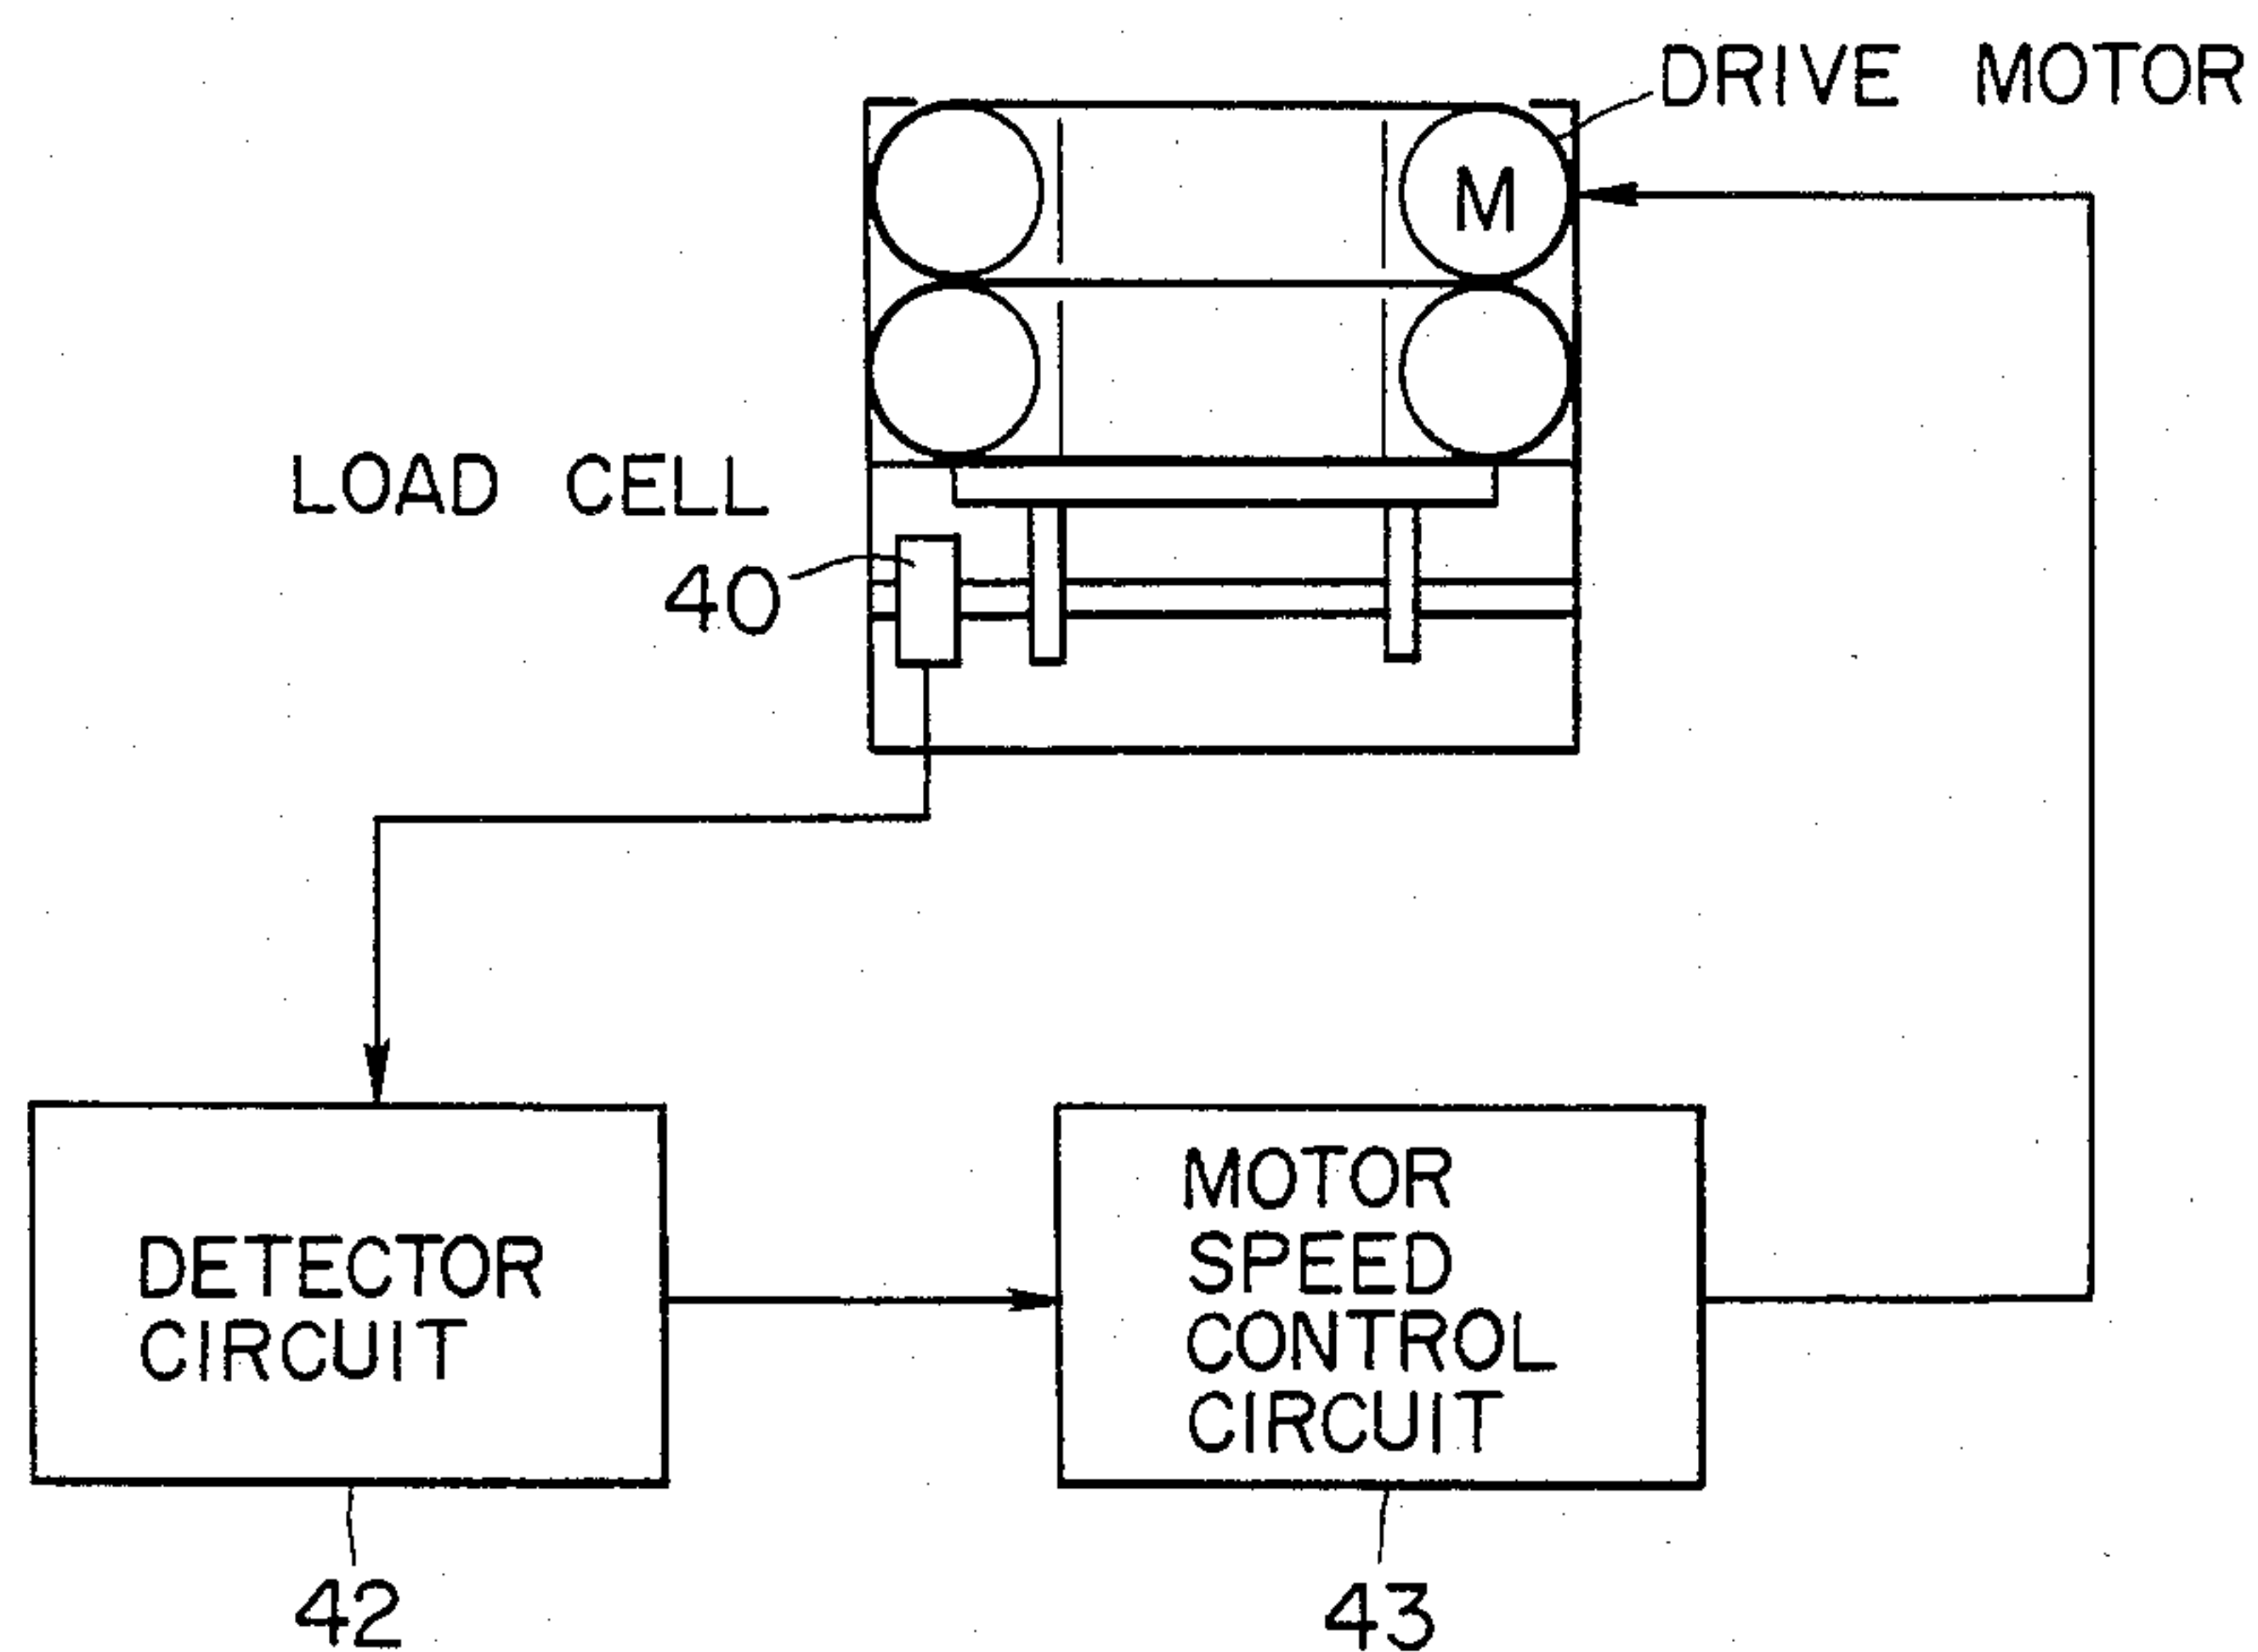 DRIVE MOTOR
M
LOAD CELL
40
DETECTOR
CIRCUIT
MOTOR
SPEED
CONTROL
CIRCUIT
42
43